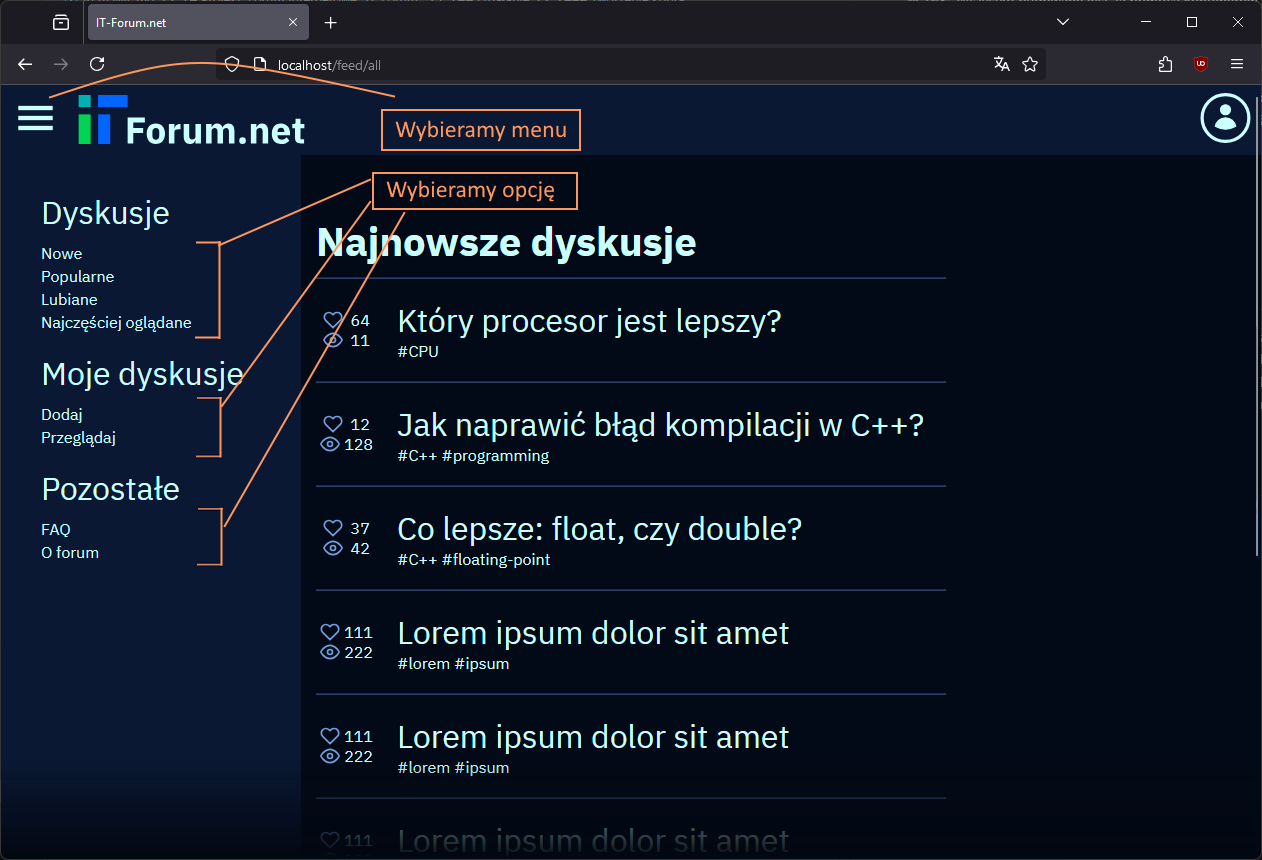 IT-Forum.net
localhost/feed/all
iT Forum.net
Wybieramy menu
Wybieramy opcję
Dyskusje
Nowe
Popularne
Lubiane
Najczęściej oglądane
Moje dyskusje
Dodaj
Przeglądaj
Pozostałe
FAQ
O forum
Najnowsze dyskusje
64
11
Który procesor jest lepszy?
#CPU
12
128
Jak naprawić błąd kompilacji w C++?
#C++ #programming
37
42
Co lepsze: float, czy double?
#C++ #floating-point
111
222
Lorem ipsum dolor sit amet
#lorem #ipsum
111
222
Lorem ipsum dolor sit amet
#lorem #ipsum
111
Lorem ipsum dolor sit amet